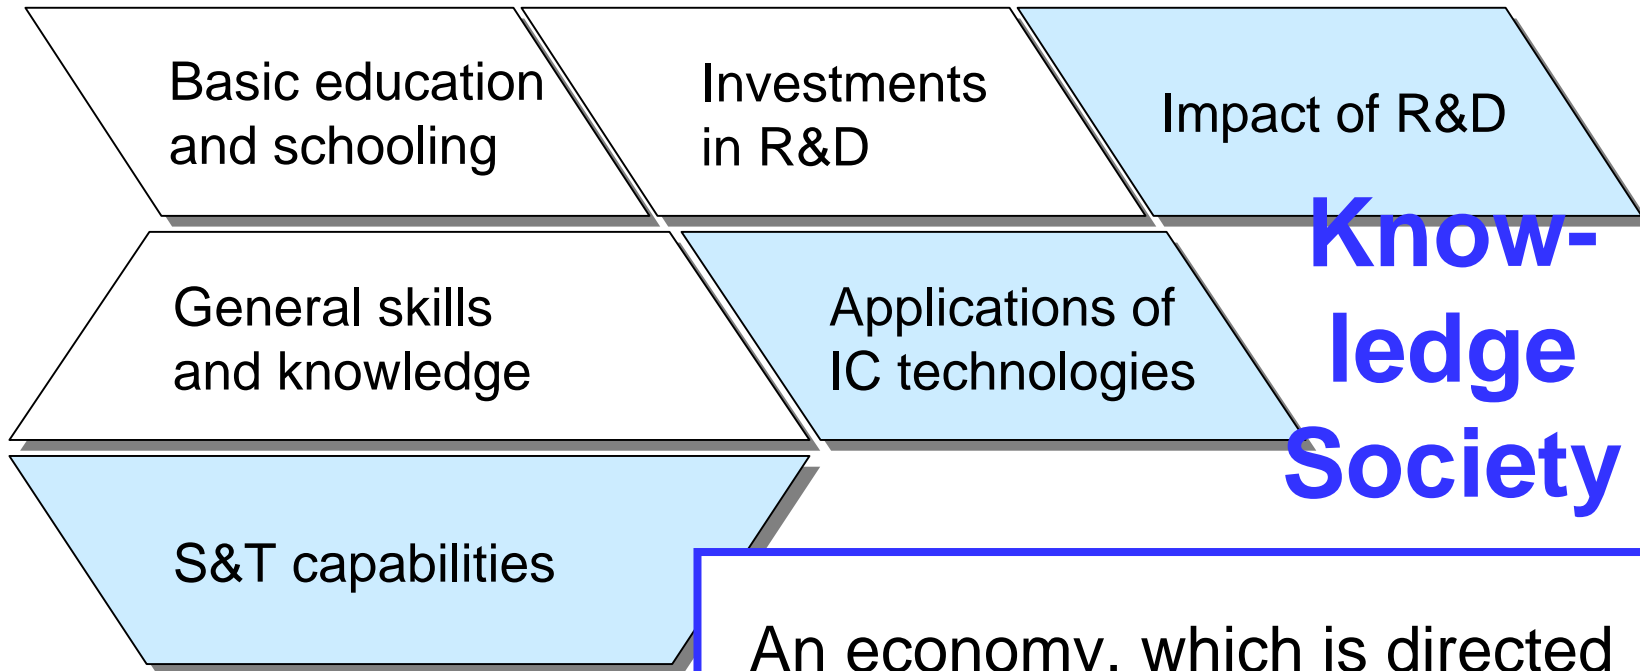 Basic education
and schooling
Investments
in R&D
Impact of R&D
General skills
and knowledge
Applications of
IC technologies
Know-
ledge
Society
S&T capabilities
An economy, which is directed